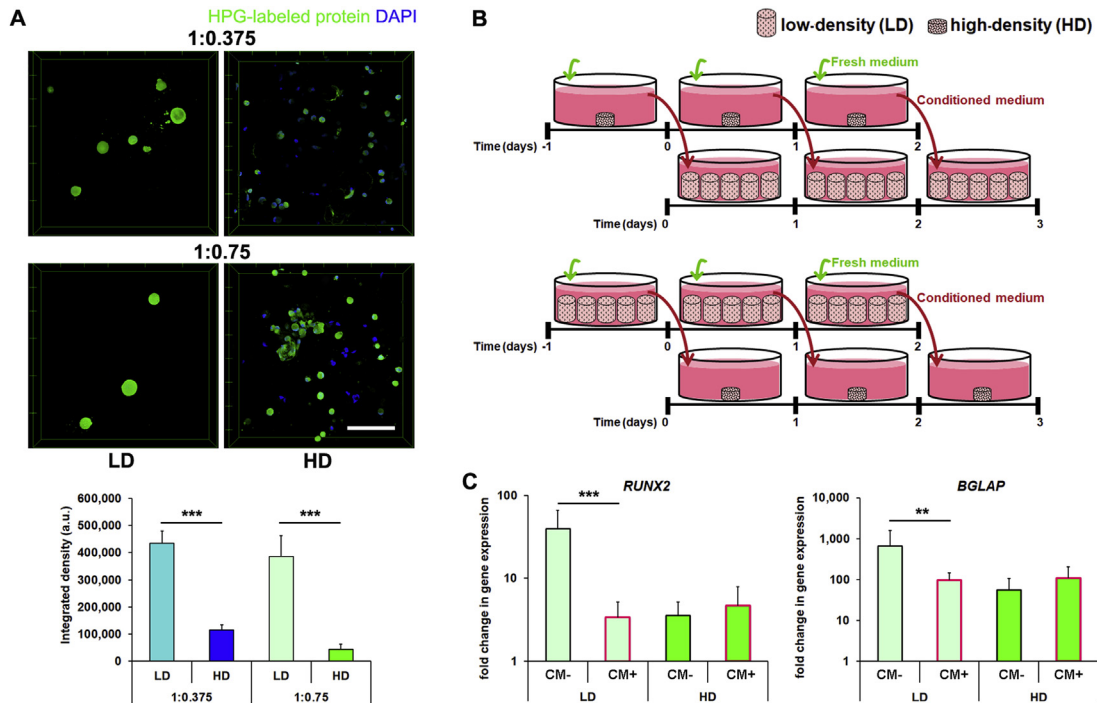 A
HPG-labeled protein DAPI
1:0.375
1:0.75
LD HD
Integrated density (a.u.)
600,000
500,000
400,000
300,000
200,000
100,000
0
*** ***
LD HD LD HD
1:0.375 1:0.75
B
low-density (LD) high-density (HD)
Fresh medium
Conditioned medium
Time (days) -1 0 1 2
Time (days) 0 1 2 3
Fresh medium
Conditioned medium
Time (days) -1 0 1 2
Time (days) 0 1 2 3
C
RUNX2
fold change in gene expression
100
10
1
***
CM- CM+ CM- CM+
LD HD
BGLAP
fold change in gene expression
10,000
1,000
100
10
1
**
CM- CM+ CM- CM+
LD HD